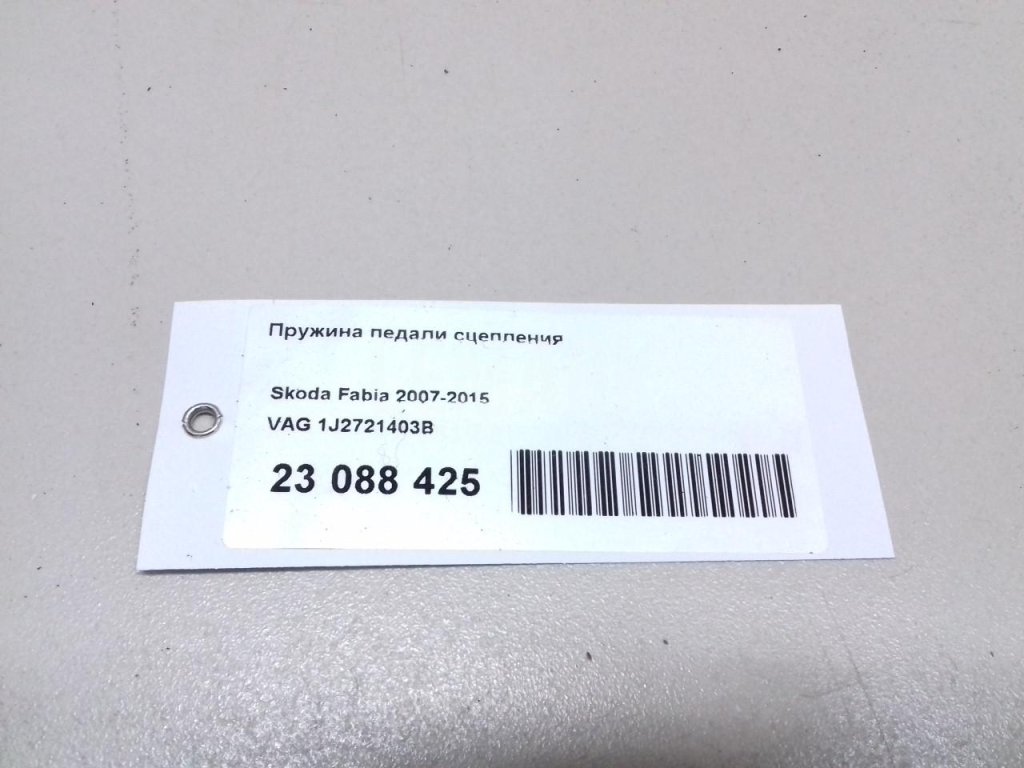 Пружина педали сцепления
Skoda Fabia 2007-2015
VAG 1J2721403B
23 088 425